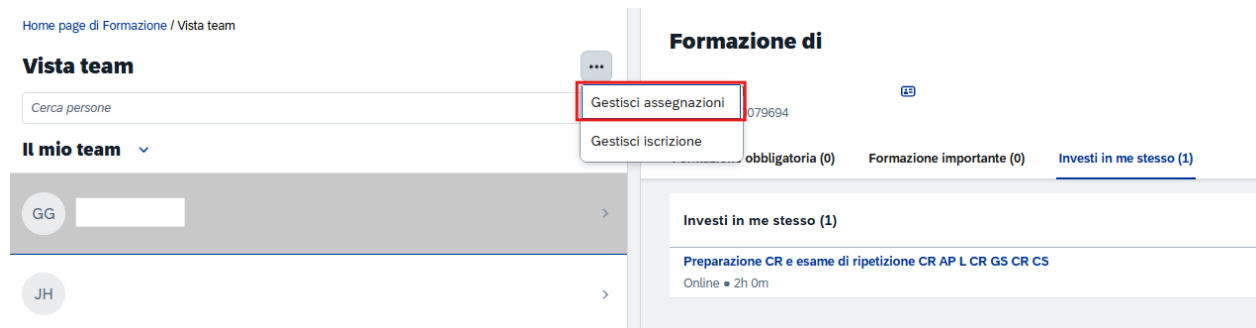 Home page di Formazione / Vista team
Vista team
...
Cerca persone
Gestisci assegnazioni
Gestisci iscrizione
Il mio team
GG
JH
Formazione di
079694
obbligatoria (0)
Formazione importante (0)
Investi in me stesso (1)
Investi in me stesso (1)
Preparazione CR e esame di ripetizione CR AP L CR GS CR CS
Online • 2h 0m